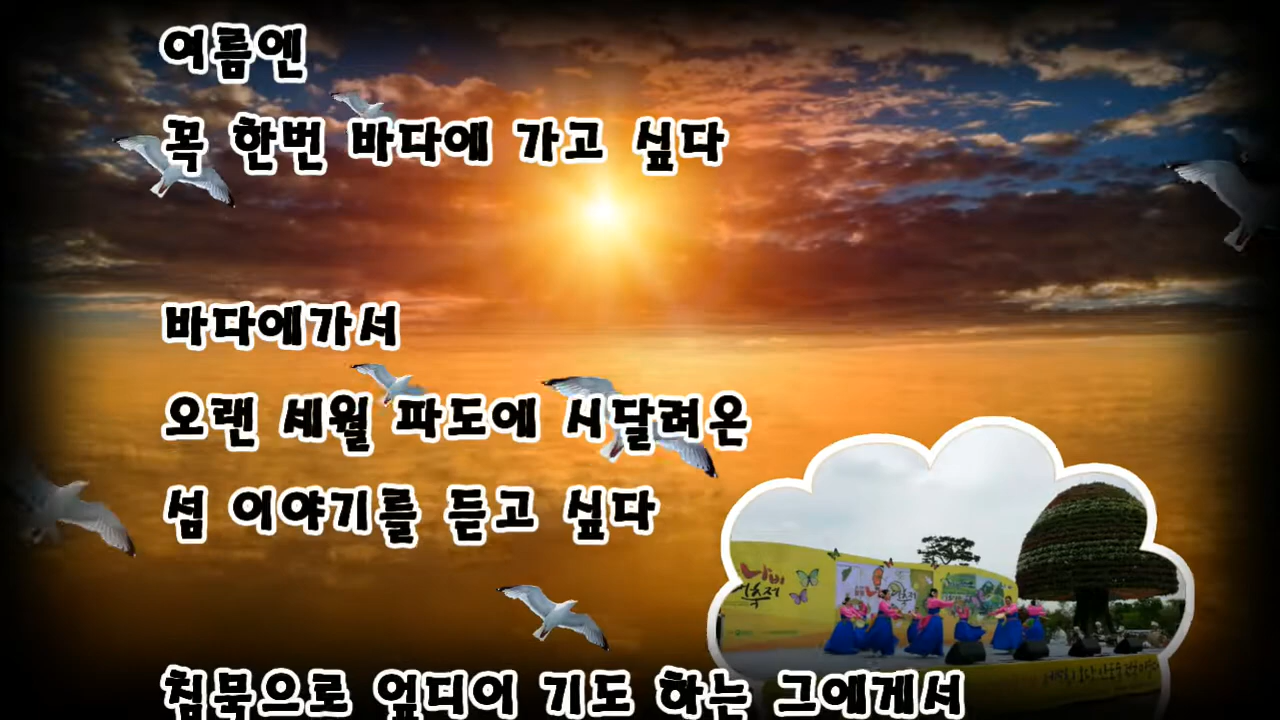 여름엔
꼭 한번 바다에 가고 싶다
바다에가서
오랜 세월 파도에 시달려온
섬 이야기를 듣고 싶다
침묵으로 엎디어 기도 하는 그에게서
나비